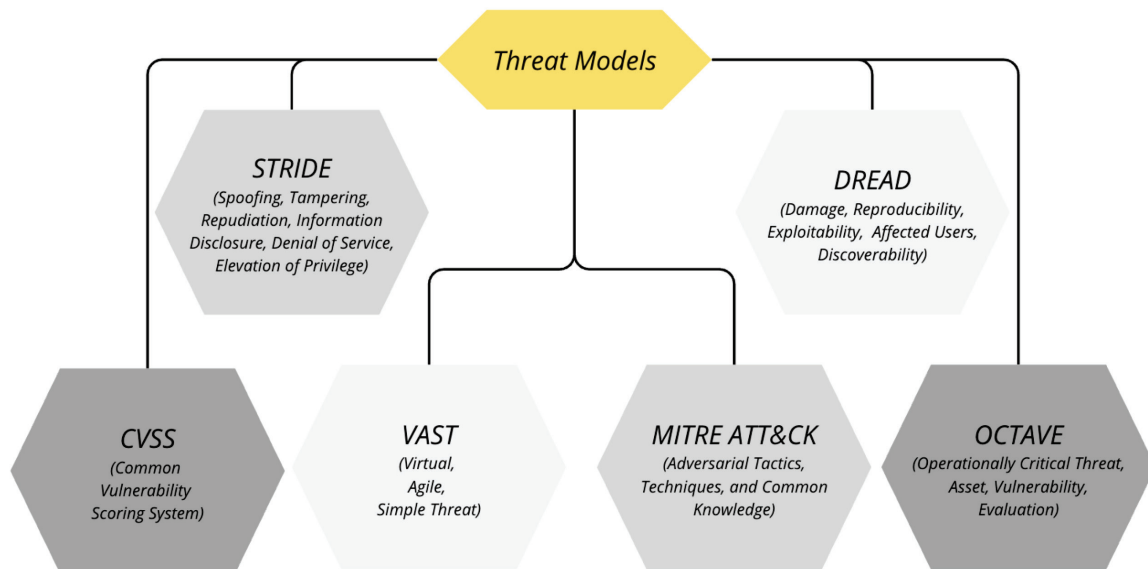 Threat Models
STRIDE
(Spoofing, Tampering,
Repudiation, Information
Disclosure, Denial of Service,
Elevation of Privilege)
DREAD
(Damage, Reproducibility,
Exploitability, Affected Users,
Discoverability)
CVSS
(Common
Vulnerability
Scoring System)
VAST
(Virtual,
Agile,
Simple Threat)
MITRE ATT&CK
(Adversarial Tactics,
Techniques, and Common
Knowledge)
OCTAVE
(Operationally Critical Threat,
Asset, Vulnerability,
Evaluation)